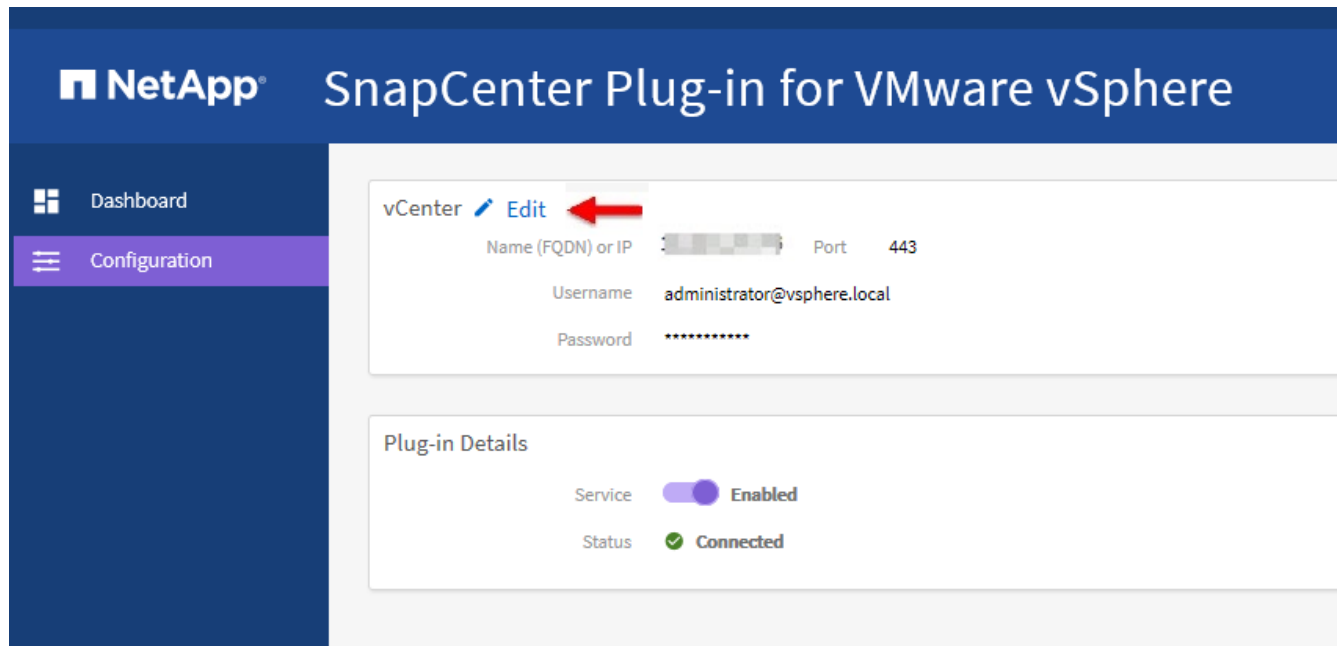 NetApp® SnapCenter Plug-in for VMware vSphere
Dashboard
Configuration
vCenter Edit
Name (FQDN) or IP Port 443
Username administrator@vsphere.local
Password ***********
Plug-in Details
Service Enabled
Status Connected